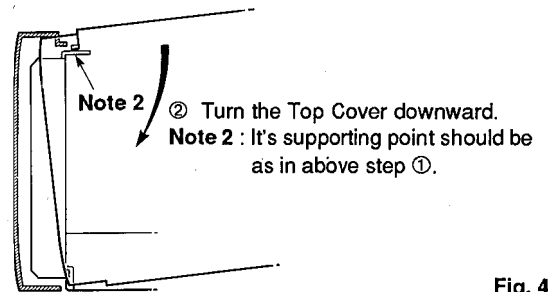 Note 2
② Turn the Top Cover downward.
Note 2 : It's supporting point should be
as in above step ①.
Fig. 4